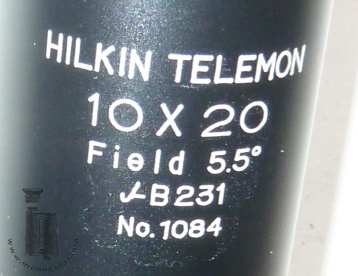 HILKIN TELEMON
10 X 20
Field 5.5°
J-B231
No. 1084